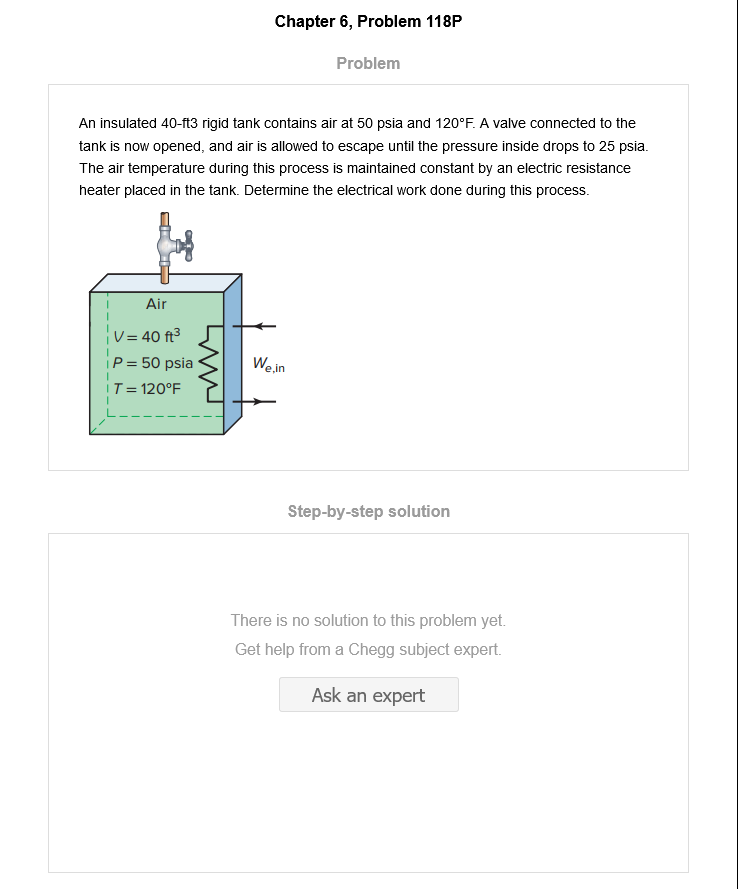 Chapter 6, Problem 118P
Problem
An insulated 40-ft3 rigid tank contains air at 50 psia and 120°F. A valve connected to the
tank is now opened, and air is allowed to escape until the pressure inside drops to 25 psia.
The air temperature during this process is maintained constant by an electric resistance
heater placed in the tank. Determine the electrical work done during this process.
Air
V = 40 ft³
P = 50 psia
T = 120°F
We,in
Step-by-step solution
There is no solution to this problem yet.
Get help from a Chegg subject expert.
Ask an expert